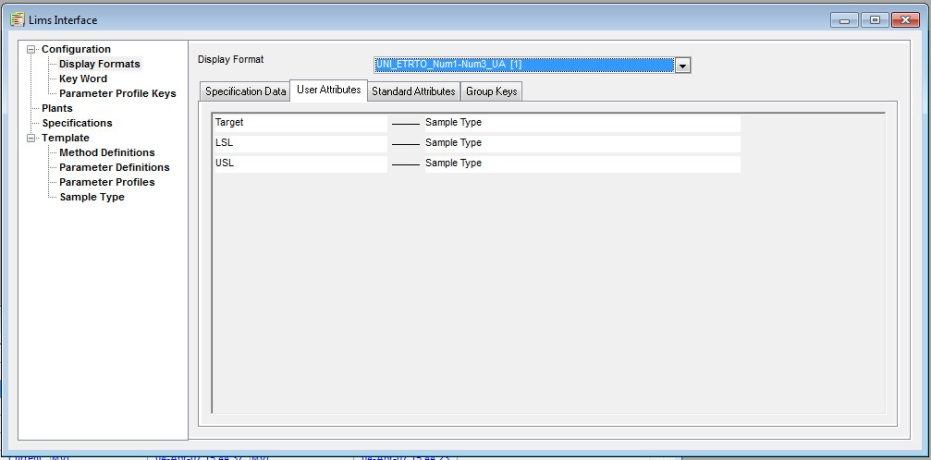 Lims Interface
Configuration
Display Formats
Key Word
Parameter Profile Keys
Plants
Specifications
Template
Method Definitions
Parameter Definitions
Parameter Profiles
Sample Type
Display Format
UNI_ETRTO_Num1-Num3_UA [1]
Specification Data
User Attributes
Standard Attributes
Group Keys
Target Sample Type
LSL Sample Type
USL Sample Type